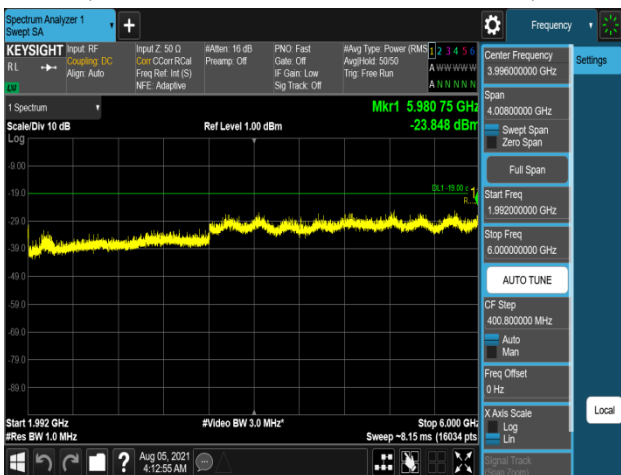 Spectrum Analyzer 1
Swept SA
+
Frequency
KEYSIGHT
RL
Input: RF
Coupling: DC
Align: Auto
Input Z: 50 Ω
Corr CCorr RCal
Freq Ref: Int (S)
NFE: Adaptive
#Atten: 16 dB
Preamp: Off
PNO: Fast
Gate: Off
IF Gain: Low
Sig Track: Off
#Avg Type: Power (RMS
Avg|Hold: 50/50
Trig: Free Run
1 2 3 4 5 6
A W W W W W
A N N N N N
1 Spectrum
Scale/Div 10 dB
Ref Level 1.00 dBm
Mkr1 5.980 75 GHz
-23.848 dBm
Log
-9.00
-19.0
-29.0
-39.0
-49.0
-59.0
-69.0
-79.0
-89.0
DL1 -19.00
1
R...
Start 1.992 GHz
#Res BW 1.0 MHz
#Video BW 3.0 MHz*
Stop 6.000 GHz
Sweep ~8.15 ms (16034 pts)
Aug 05, 2021
4:12:55 AM
Center Frequency
3.996000000 GHz
Settings
Span
4.00800000 GHz
Swept Span
Zero Span
Full Span
Start Freq
1.992000000 GHz
Stop Freq
6.000000000 GHz
AUTO TUNE
CF Step
400.800000 MHz
Auto
Man
Freq Offset
0 Hz
X Axis Scale
Log
Lin
Local
Signal Track
(Span Zoom)